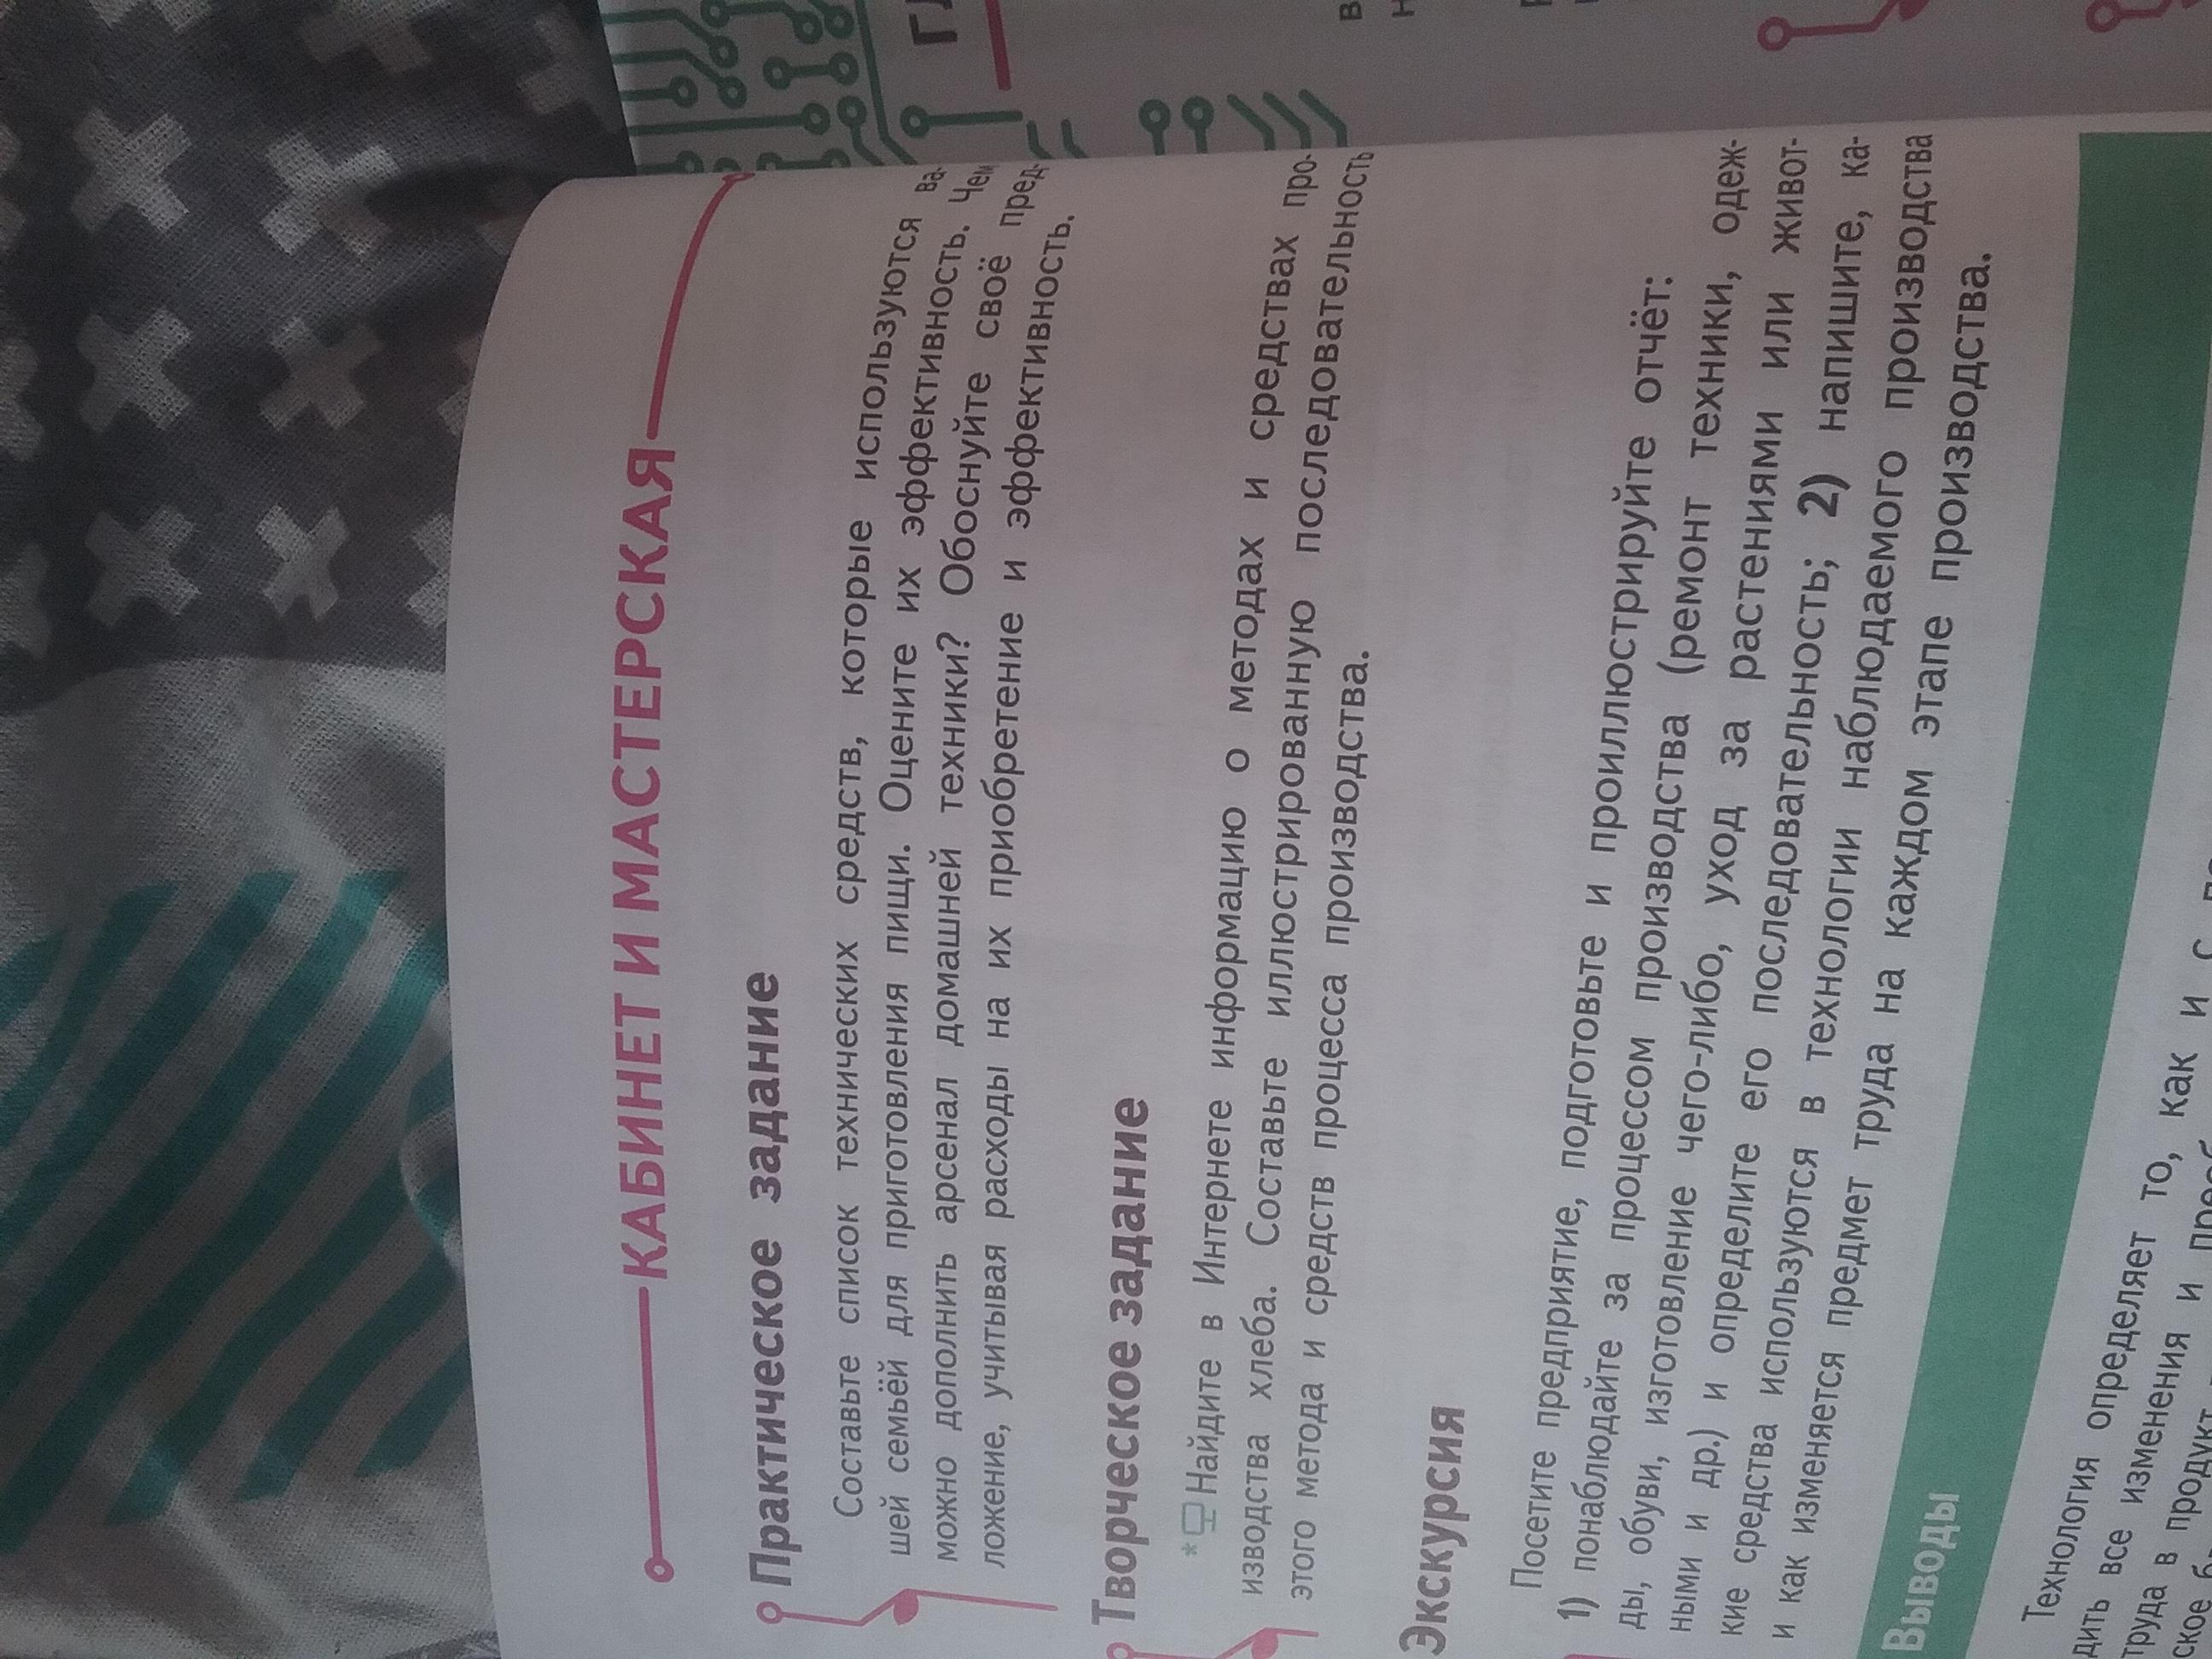 КАБИНЕТ И МАСТЕРСКАЯ
Практическое задание
Составьте список технических средств, которые используются ва-
шей семьёй для приготовления пищи. Оцените их эффективность. Чем
можно дополнить арсенал домашней техники? Обоснуйте своё пред-
ложение, учитывая расходы на их приобретение и эффективность.
Творческое задание
*Найдите в Интернете информацию о методах и средствах про-
изводства хлеба. Составьте иллюстрированную последовательность
этого метода и средств процесса производства.
Экскурсия
Посетите предприятие, подготовьте и проиллюстрируйте отчёт:
1) понаблюдайте за процессом производства (ремонт техники, одеж-
ды, обуви, изготовление чего-либо, уход за растениями или живот-
ными и др.) и определите его последовательность; 2) напишите, ка-
кие средства используются в технологии наблюдаемого производства
и как изменяется предмет труда на каждом этапе производства.
Выводы
Технология определяет то, как и с
дить все изменения и
труда в продукт
ское